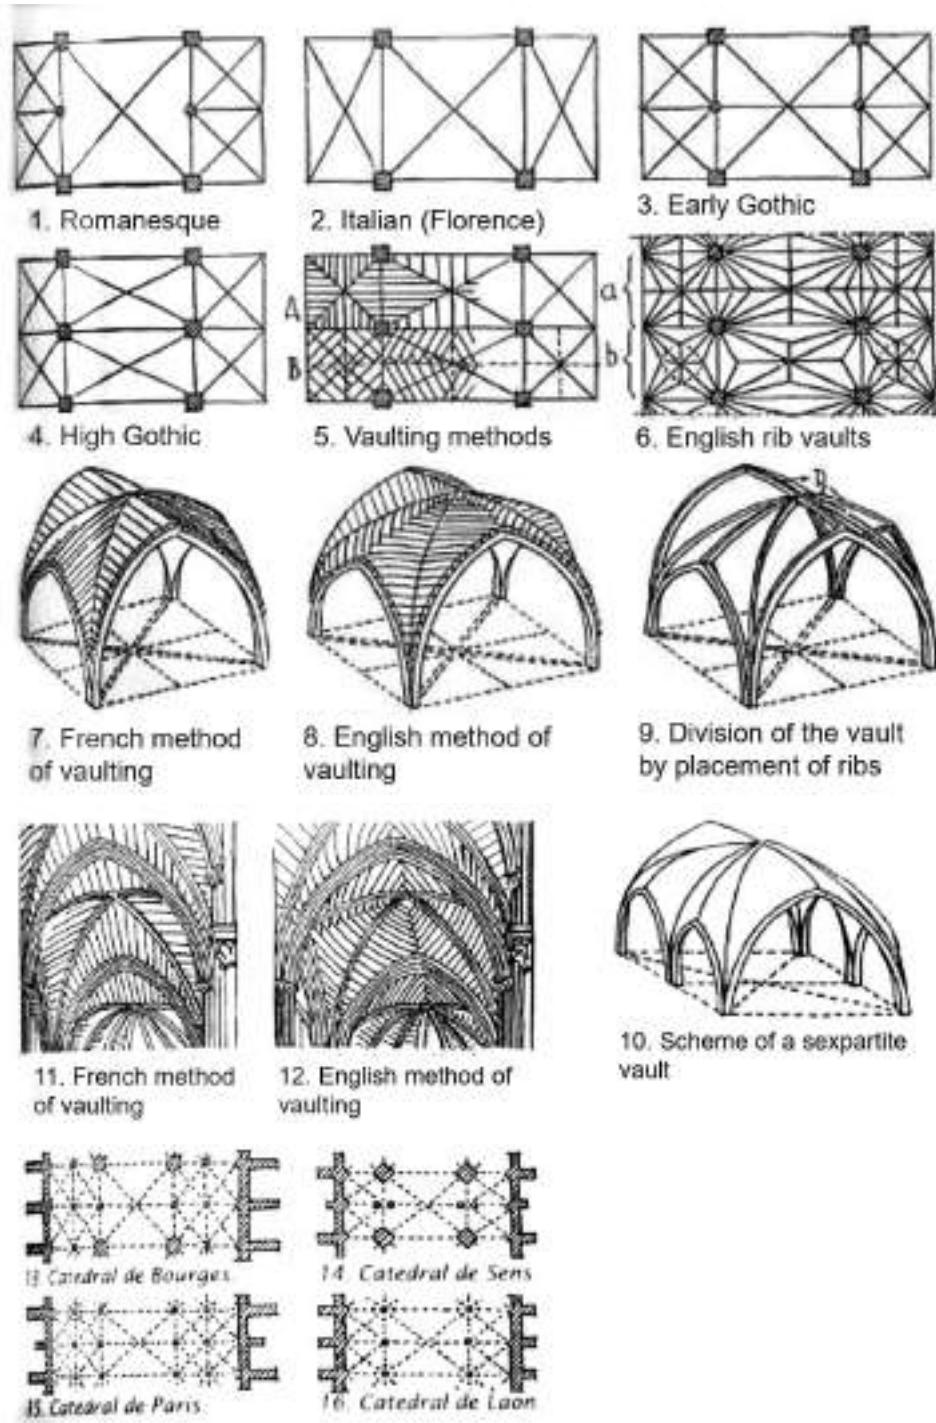 1. Romanesque
2. Italian (Florence)
3. Early Gothic
A
B
a
b
4. High Gothic
5. Vaulting methods
6. English rib vaults
7. French method
of vaulting
8. English method of
vaulting
9. Division of the vault
by placement of ribs
11. French method
of vaulting
12. English method of
vaulting
10. Scheme of a sexpartite
vault
13. Catedral de Bourges.
14. Catedral de Sens
15. Catedral de Paris.
16. Catedral de Laon